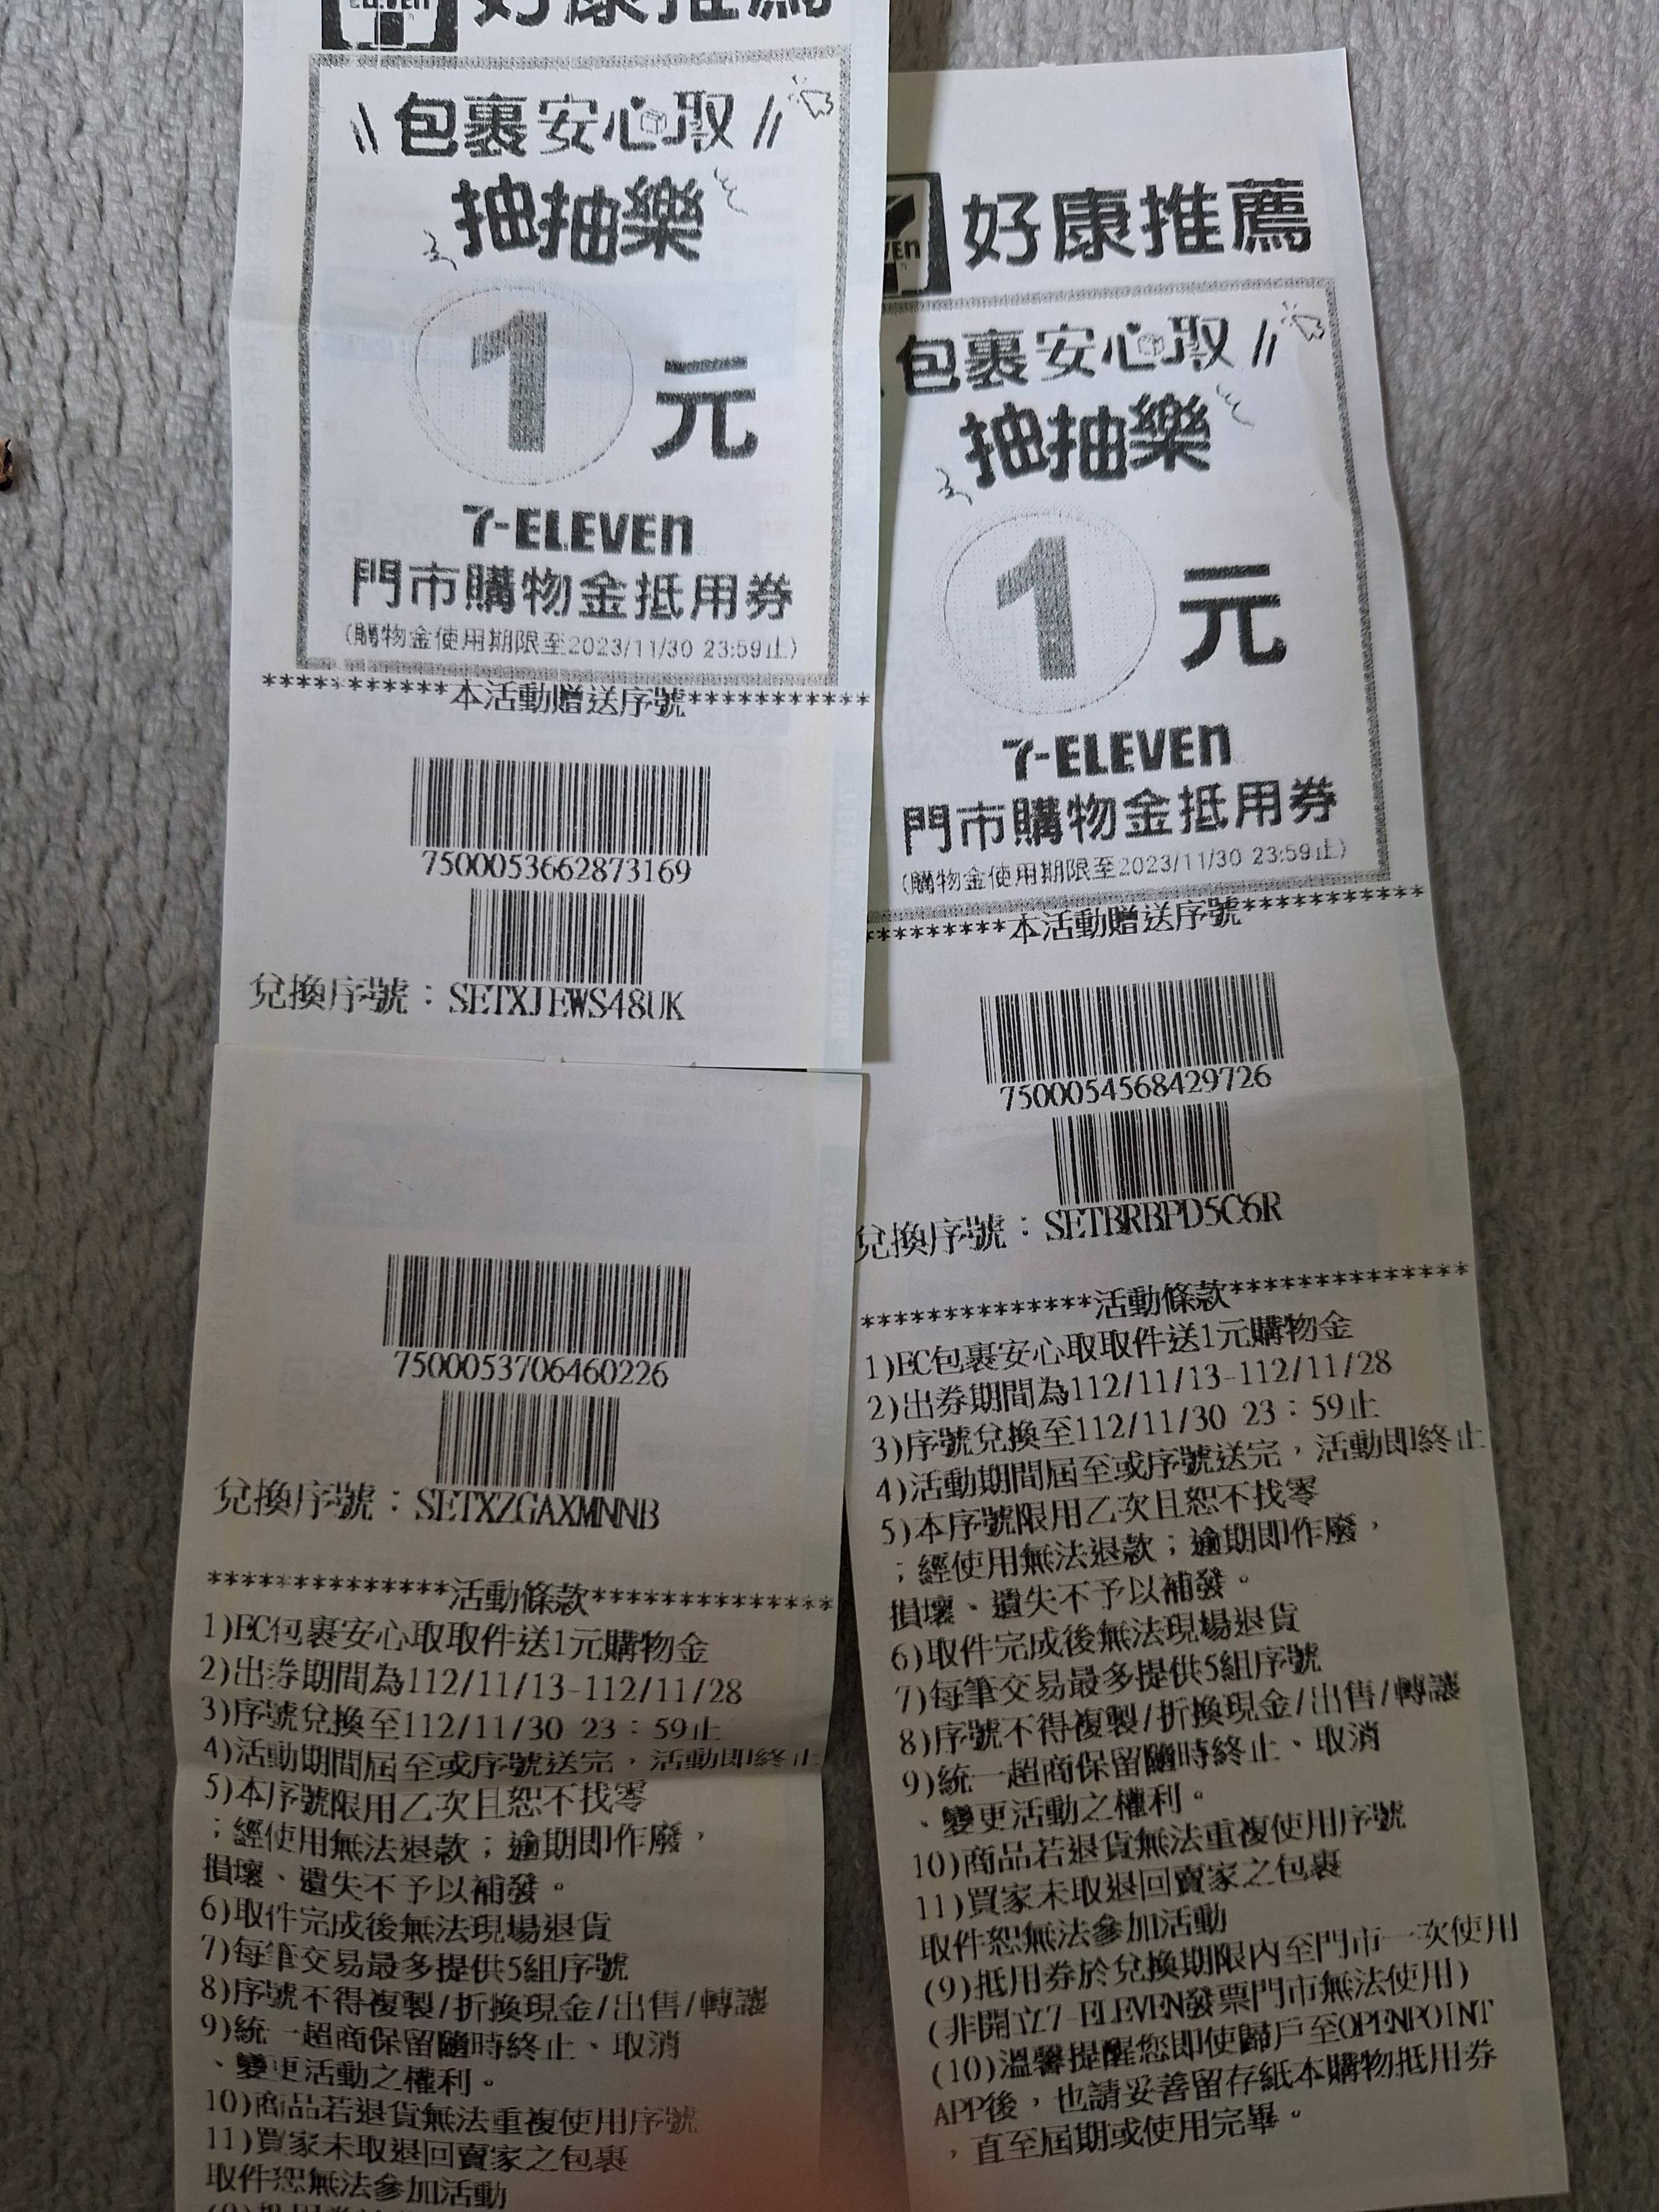 好康推薦
包裹安心取
抽抽樂
1元
7-ELEVEn
門市購物金抵用券
(購物金使用期限至2023/11/30 23:59止)
***********本活動贈送序號***********
7500053662873169
兌換序號：SETXJEWS48UK
7500053706460226
兌換序號：SETXZGAXMNNB
**************活動條款**************
1)EC包裹安心取取件送1元購物金
2)出券期間為112/11/13-112/11/28
3)序號兌換至112/11/30 23：59止
4)活動期間屆至或序號送完，活動即終止
5)本序號限用乙次且恕不找零
；經使用無法退款；逾期即作廢，
損壞、遺失不予以補發。
6)取件完成後無法現場退貨
7)每筆交易最多提供5組序號
8)序號不得複製/折換現金/出售/轉讓
9)統一超商保留隨時終止、取消
、變更活動之權利。
10)商品若退貨無法重複使用序號
11)買家未取退回賣家之包裹
取件恕無法參加活動
好康推薦
包裹安心取
抽抽樂
1元
7-ELEVEn
門市購物金抵用券
(購物金使用期限至2023/11/30 23:59止)
*********本活動贈送序號***********
7500054568429726
兌換序號：SETBRBPD5C6R
**************活動條款**************
1)EC包裹安心取取件送1元購物金
2)出券期間為112/11/13-112/11/28
3)序號兌換至112/11/30 23：59止
4)活動期間屆至或序號送完，活動即終止
5)本序號限用乙次且恕不找零
；經使用無法退款；逾期即作廢，
損壞、遺失不予以補發。
6)取件完成後無法現場退貨
7)每筆交易最多提供5組序號
8)序號不得複製/折換現金/出售/轉讓
9)統一超商保留隨時終止、取消
、變更活動之權利。
10)商品若退貨無法重複使用序號
11)買家未取退回賣家之包裹
取件恕無法參加活動
(9)抵用券於兌換期限內至門市一次使用
(非開立7-ELEVEN發票門市無法使用)
(10)溫馨提醒您即使歸戶至OPENPOINT
APP後，也請妥善留存紙本購物抵用券
，直至屆期或使用完畢。